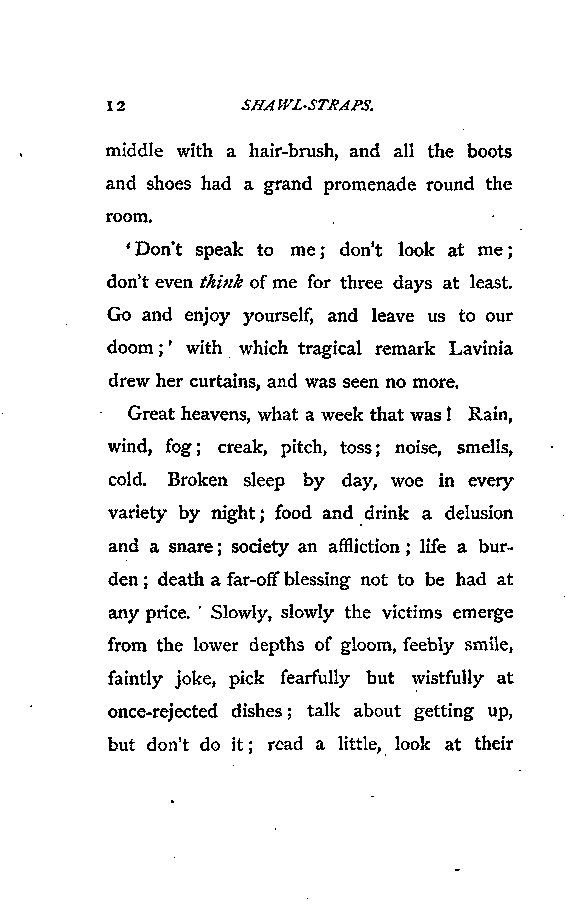 12 SHAWL-STRAPS.
middle with a hair-brush, and all the boots
and shoes had a grand promenade round the
room.
'Don't speak to me; don't look at me;
don't even think of me for three days at least.
Go and enjoy yourself, and leave us to our
doom;' with which tragical remark Lavinia
drew her curtains, and was seen no more.
Great heavens, what a week that was! Rain,
wind, fog; creak, pitch, toss; noise, smells,
cold. Broken sleep by day, woe in every
variety by night; food and drink a delusion
and a snare; society an affliction; life a bur-
den; death a far-off blessing not to be had at
any price. Slowly, slowly the victims emerge
from the lower depths of gloom, feebly smile,
faintly joke, pick fearfully but wistfully at
once-rejected dishes; talk about getting up,
but don't do it; read a little, look at their